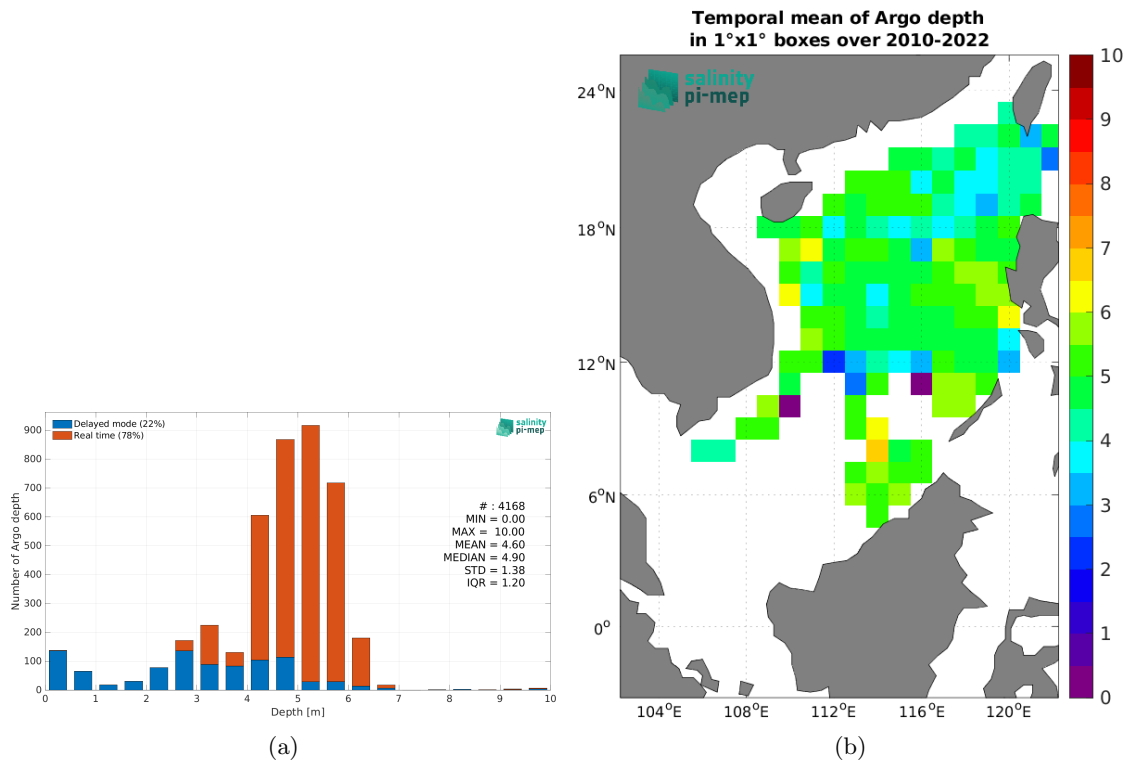 Delayed mode (22%)
Real time (78%)
salinity
pi-mep
# : 4168
MIN = 0.00
MAX = 10.00
MEAN = 4.60
MEDIAN = 4.90
STD = 1.38
IQR = 1.20
Number of Argo depth
900
800
700
600
500
400
300
200
100
0
0 1 2 3 4 5 6 7 8 9 10
Depth [m]
(a)
Temporal mean of Argo depth
in 1°x1° boxes over 2010-2022
salinity
pi-mep
24°N
18°N
12°N
6°N
0°
104°E 108°E 112°E 116°E 120°E
10
9
8
7
6
5
4
3
2
1
0
(b)